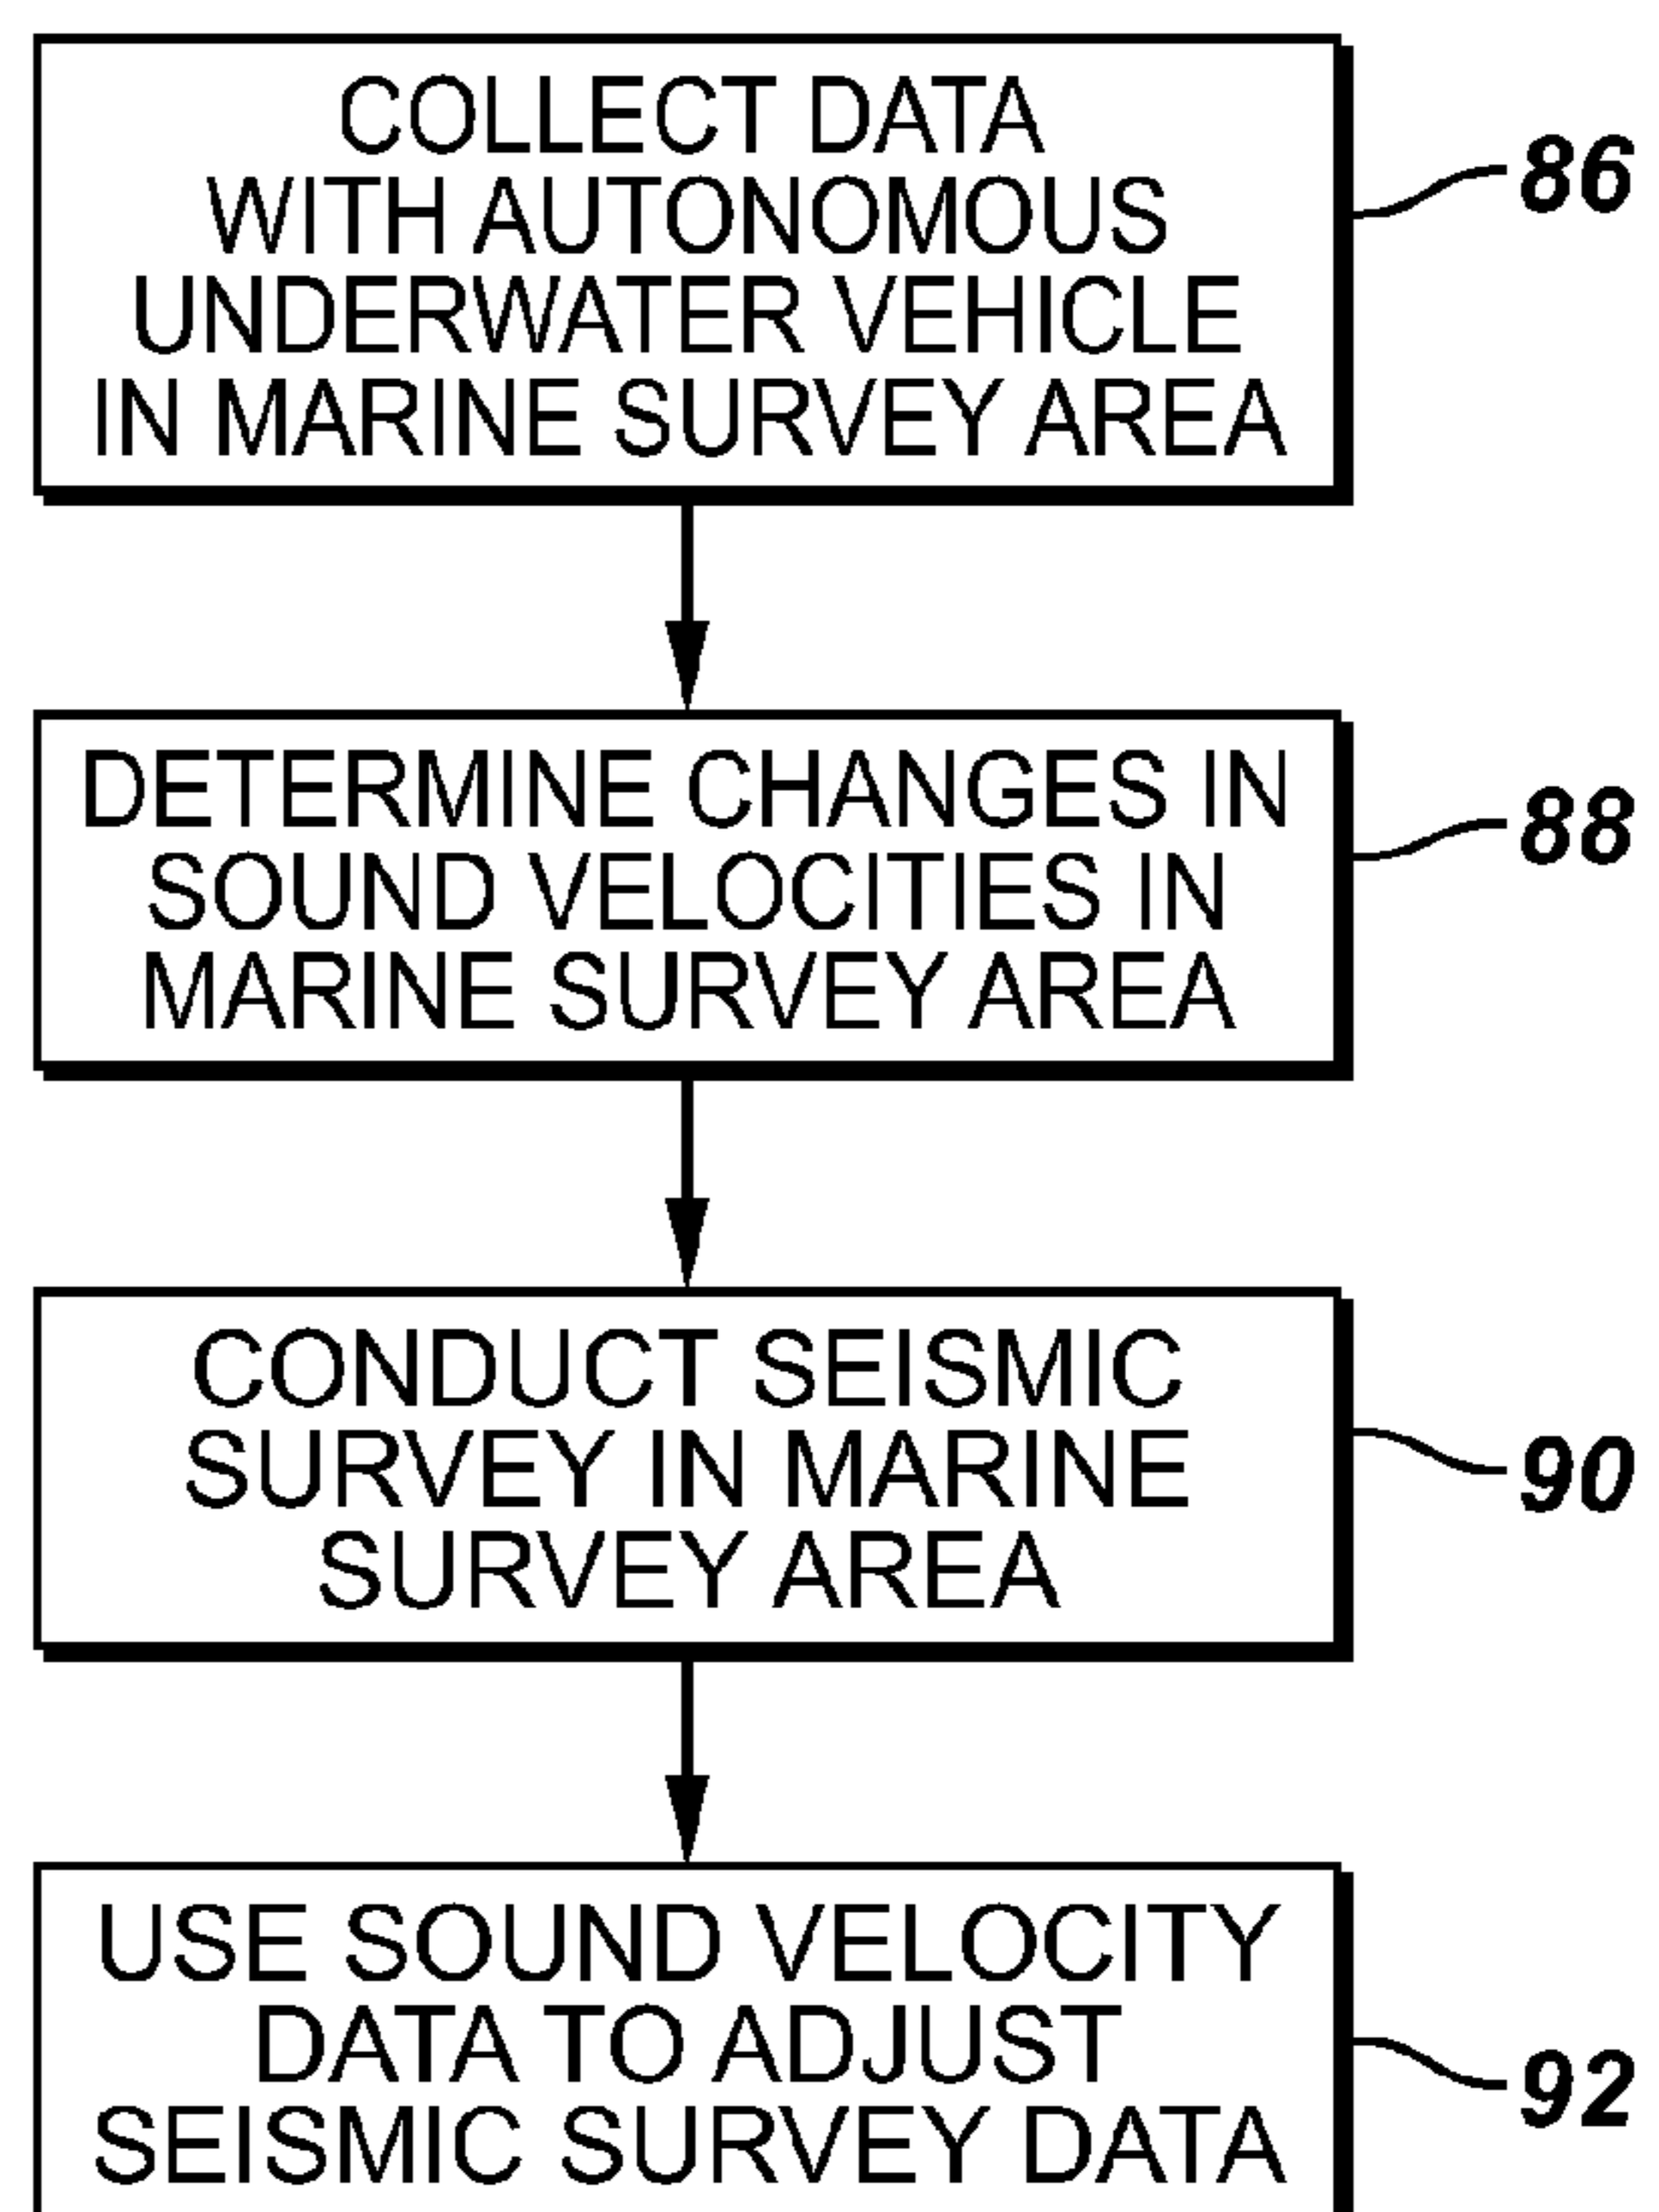 COLLECT DATA
WITH AUTONOMOUS
UNDERWATER VEHICLE
IN MARINE SURVEY AREA
86
DETERMINE CHANGES IN
SOUND VELOCITIES IN
MARINE SURVEY AREA
88
CONDUCT SEISMIC
SURVEY IN MARINE
SURVEY AREA
90
USE SOUND VELOCITY
DATA TO ADJUST
SEISMIC SURVEY DATA
92